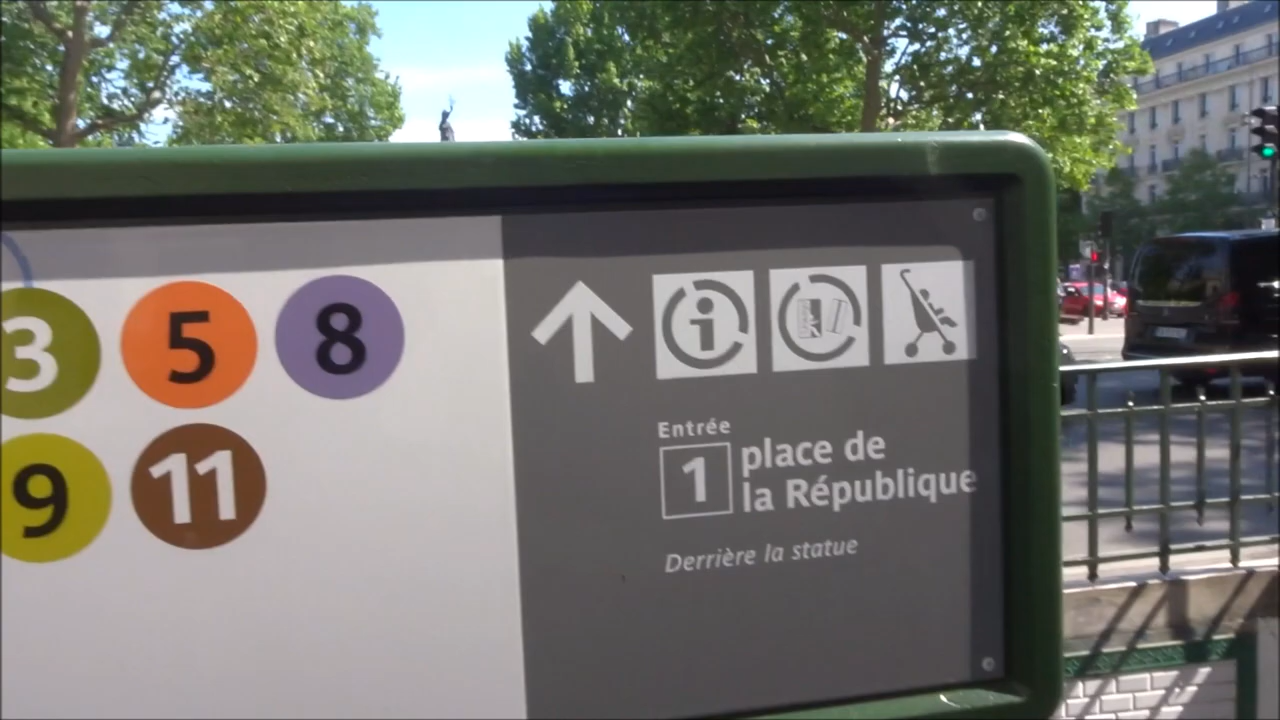 3 5 8
9 11
Entrée
1 place de
la République
Derrière la statue